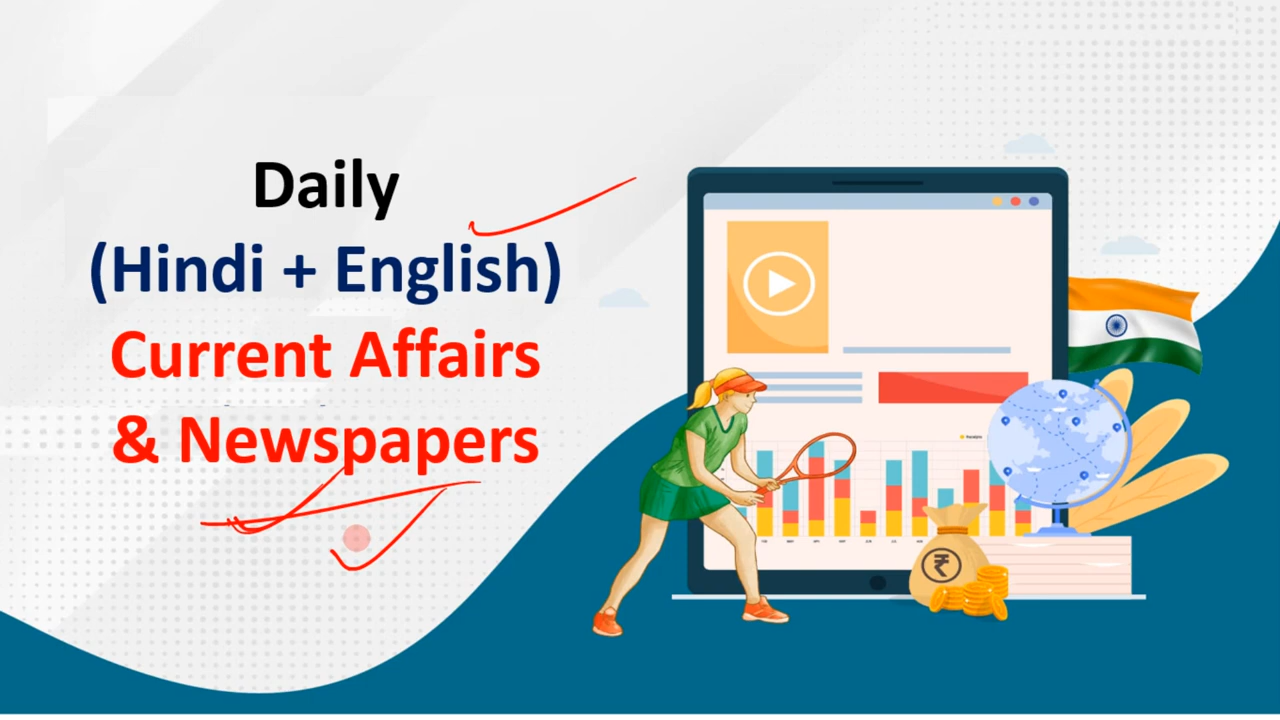 Daily
(Hindi + English)
Current Affairs
& Newspapers
₹